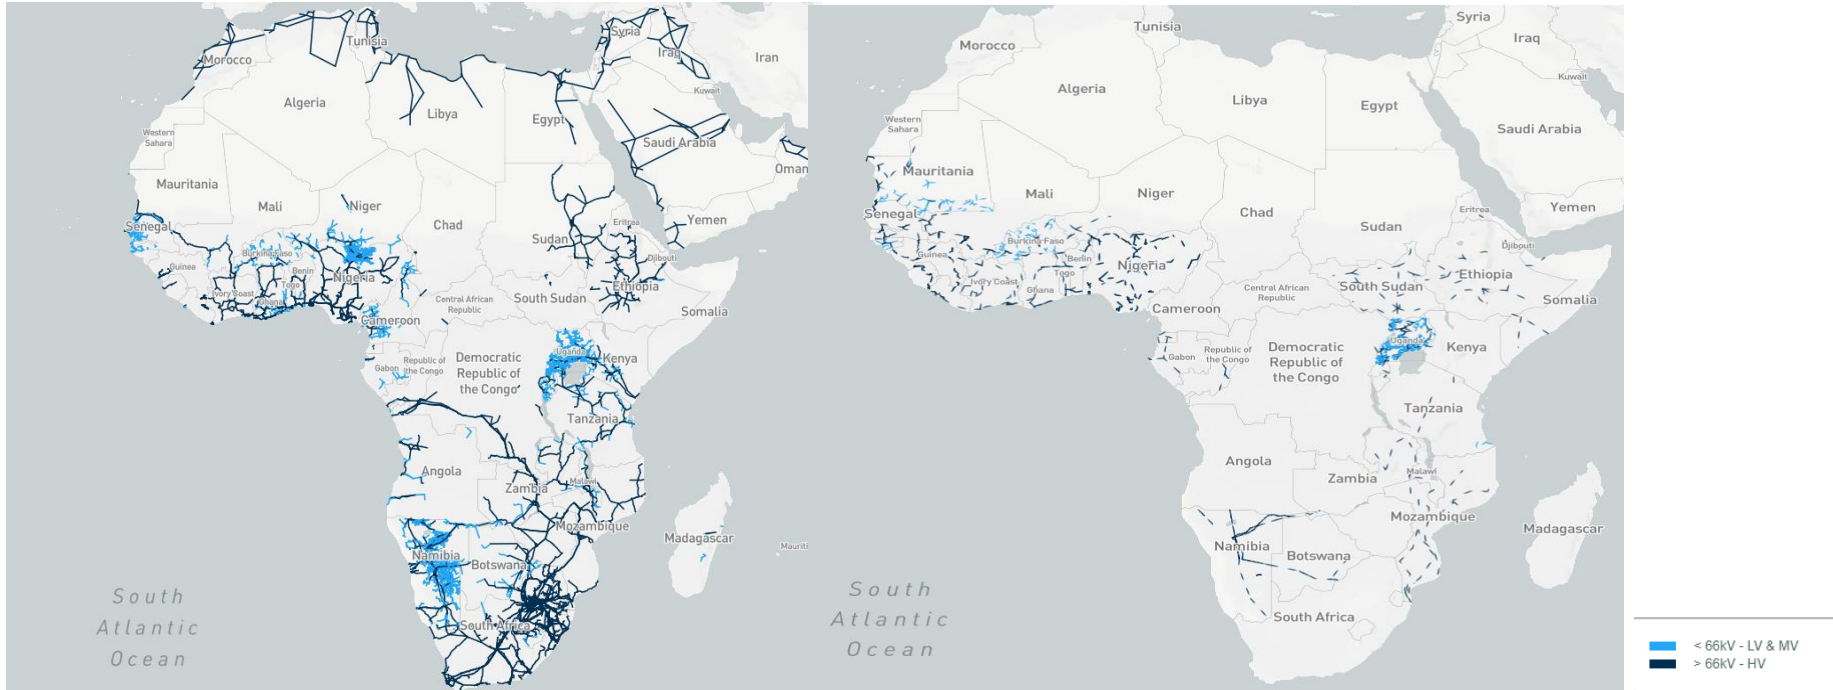 Tunisia
Syria
Morocco
Iraq
Iran
Algeria
Libya
Kuwait
Egypt
Western
Sahara
Saudi Arabia
Oman
Mauritania
Mali
Niger
Chad
Senegal
Sudan
Eritrea
Yemen
Burkina Faso
Djibouti
Guinea
Benin
Nigeria
Togo
Ivory Coast
Ghana
Central African
Republic
South Sudan
Ethiopia
Somalia
Cameroon
Uganda
Kenya
Gabon
Republic of
the Congo
Democratic
Republic of
the Congo
Tanzania
Angola
Zambia
Malawi
Mozambique
Madagascar
Mauriti
Namibia
Botswana
South Africa
South
Atlantic
Ocean
Syria
Tunisia
Morocco
Iraq
Kuwait
Algeria
Libya
Egypt
Western
Sahara
Saudi Arabia
Mauritania
Mali
Niger
Chad
Senegal
Sudan
Eritrea
Yemen
Burkina Faso
Djibouti
Guinea
Berlin
Nigeria
Togo
Ivory Coast
Ghana
Central African
Republic
South Sudan
Ethiopia
Somalia
Cameroon
Uganda
Kenya
Gabon
Republic of
the Congo
Democratic
Republic of
the Congo
Tanzania
Angola
Zambia
Malawi
Mozambique
Madagascar
Namibia
Botswana
South Africa
South
Atlantic
Ocean
< 66kV - LV & MV
> 66kV - HV